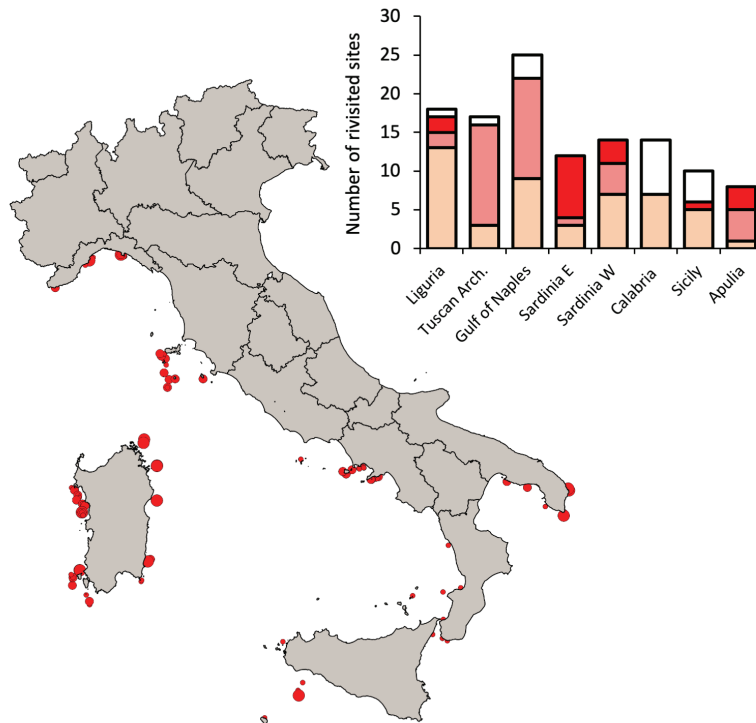 Number of rivisited sites
30
25
20
15
10
5
0
Liguria
Tuscan Arch.
Gulf of Naples
Sardinia E
Sardinia W
Calabria
Sicily
Apulia